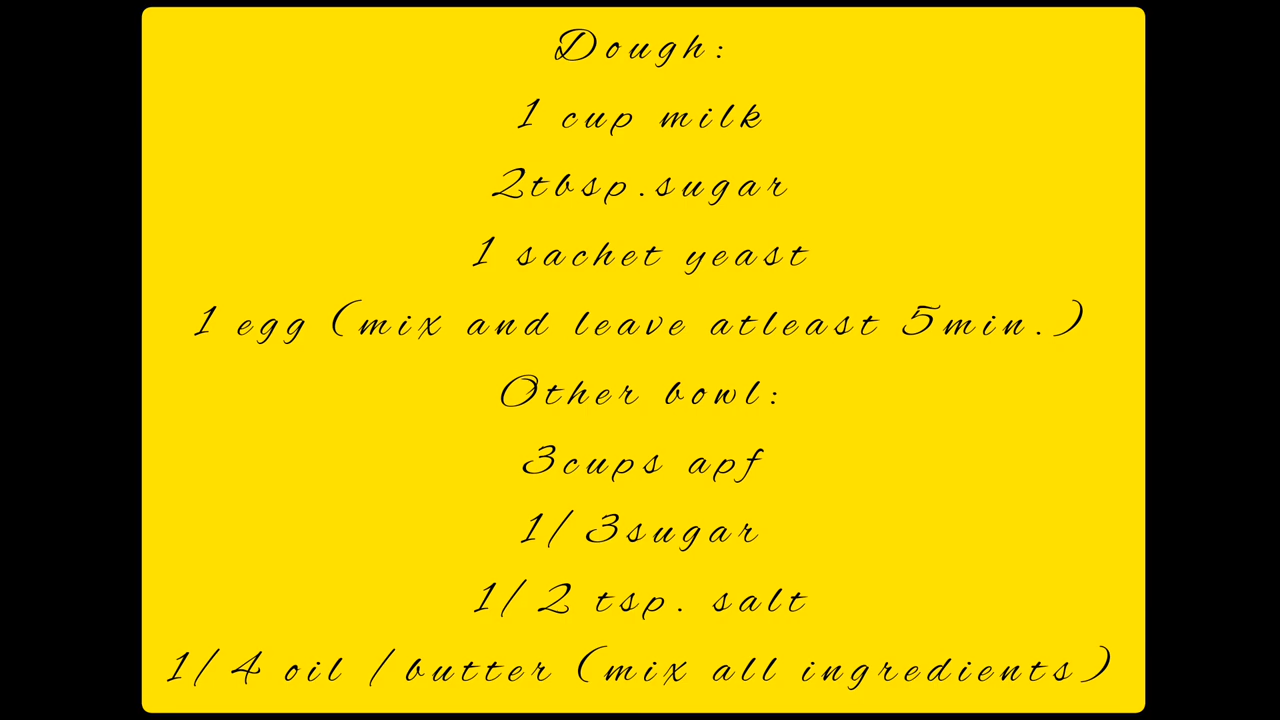 Dough:
1 cup milk
2tbsp.sugar
1 sachet yeast
1 egg (mix and leave atleast 5min.)
Other bowl:
3cups apf
1/3sugar
1/2 tsp. salt
1/4 oil /butter (mix all ingredients)